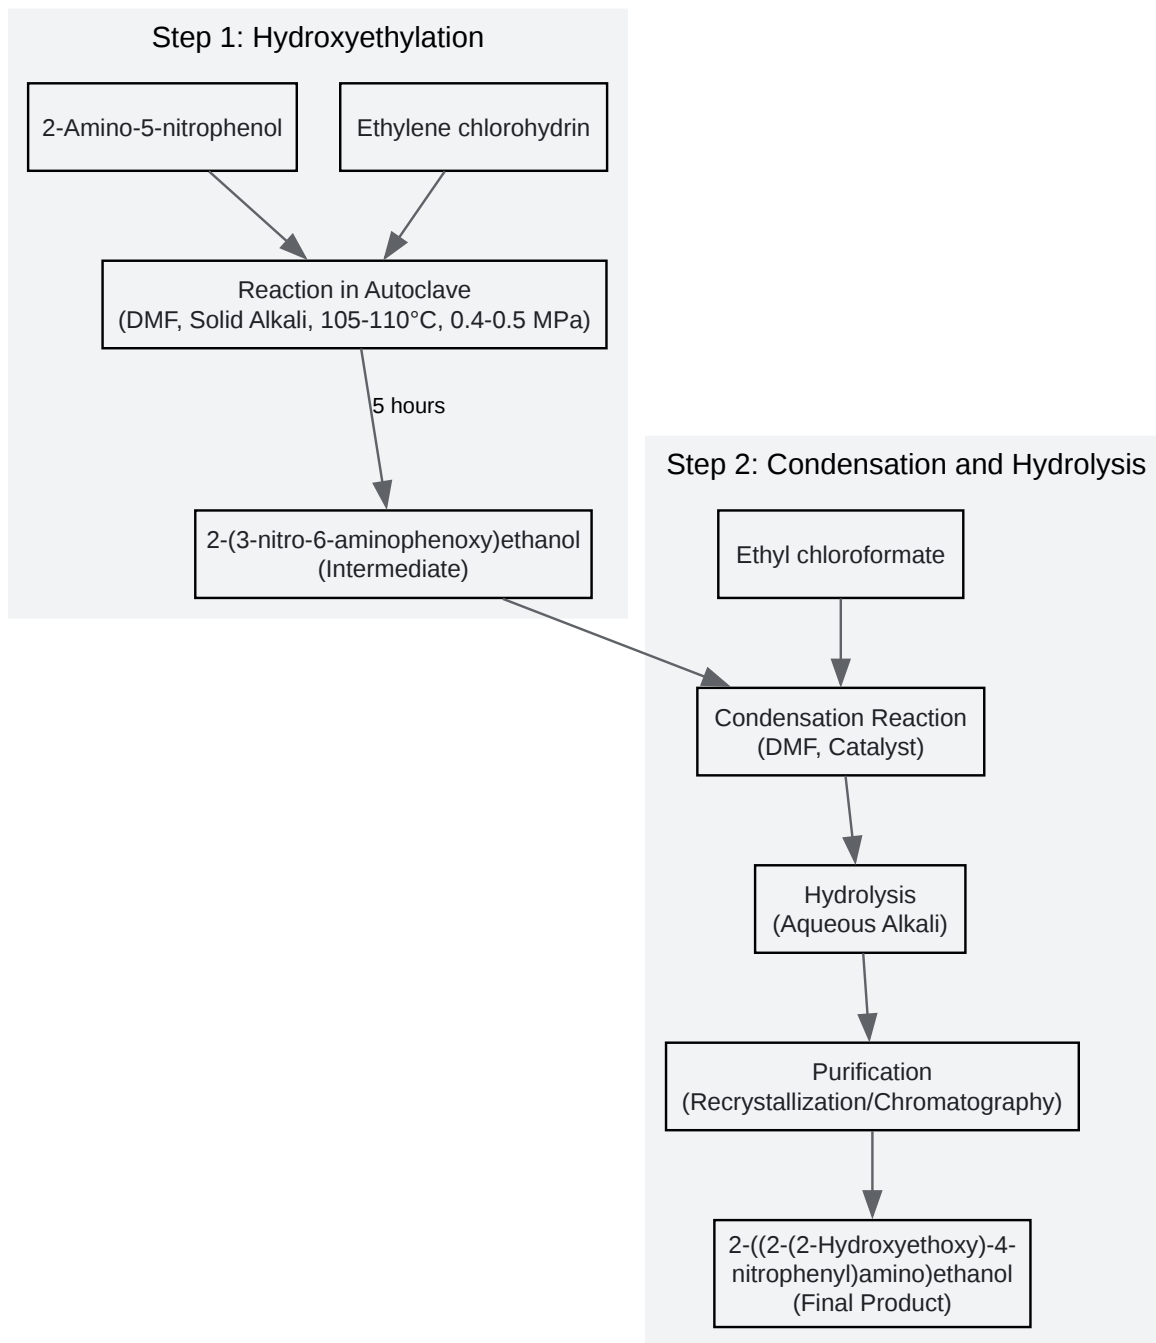 Step 1: Hydroxyethylation
2-Amino-5-nitrophenol
Ethylene chlorohydrin
Reaction in Autoclave
(DMF, Solid Alkali, 105-110°C, 0.4-0.5 MPa)
5 hours
2-(3-nitro-6-aminophenoxy)ethanol
(Intermediate)
Step 2: Condensation and Hydrolysis
Ethyl chloroformate
Condensation Reaction
(DMF, Catalyst)
Hydrolysis
(Aqueous Alkali)
Purification
(Recrystallization/Chromatography)
2-((2-(2-Hydroxyethoxy)-4-
nitrophenyl)amino)ethanol
(Final Product)